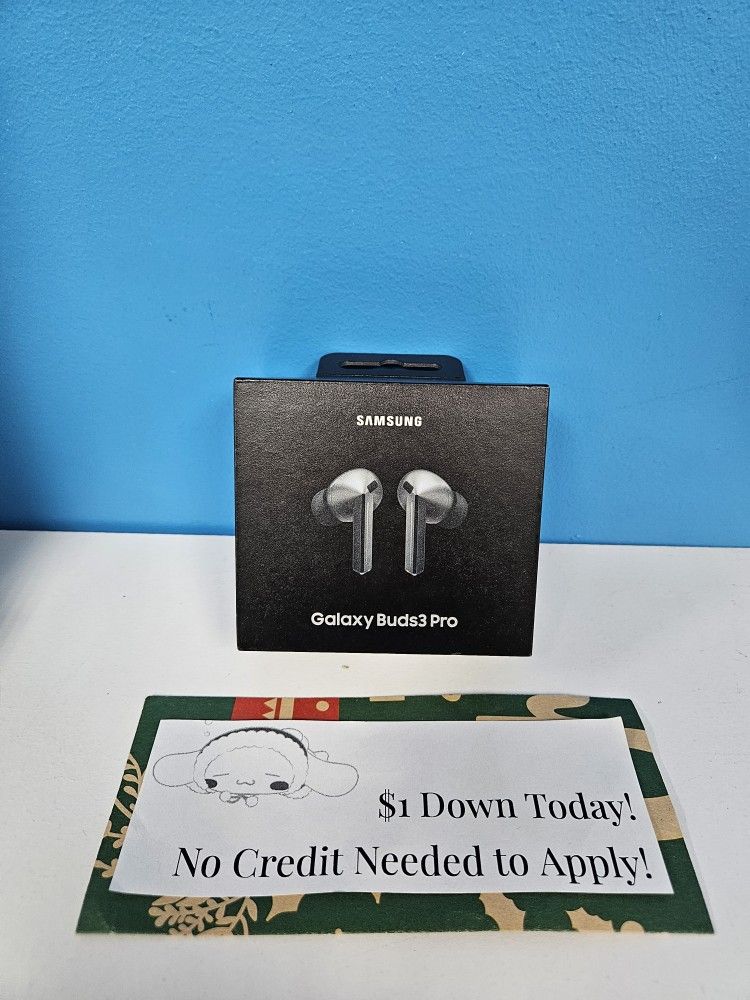 SAMSUNG
Galaxy Buds3 Pro
$1 Down Today!
No Credit Needed to Apply!